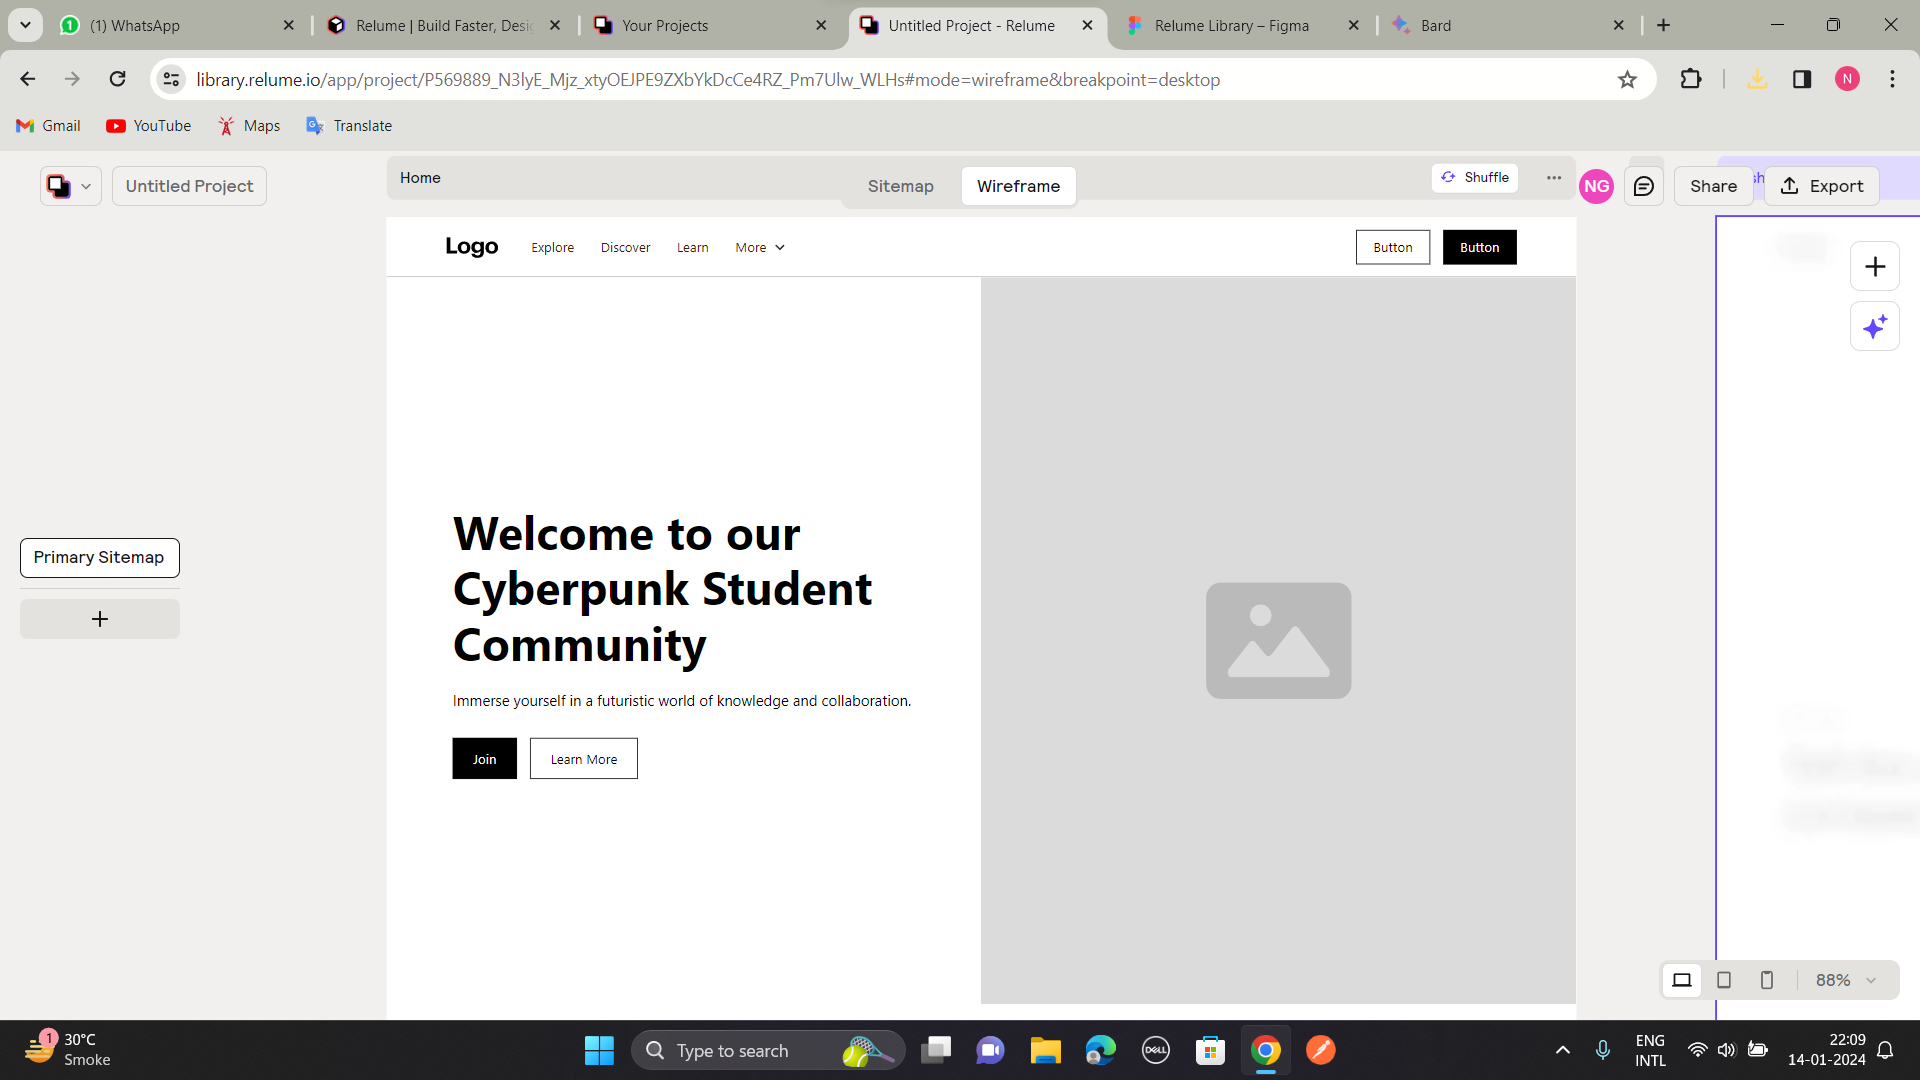 (1) WhatsApp
Relume | Build Faster, Desig
Your Projects
Untitled Project - Relume
Relume Library – Figma
Bard
library.relume.io/app/project/P569889_N3lyE_Mjz_xtyOEJPE9ZXbYkDcCe4RZ_Pm7Ulw_WLHs#mode=wireframe&breakpoint=desktop
N
Gmail
YouTube
Maps
Translate
Untitled Project
Home
Sitemap
Wireframe
Shuffle
NG
Share
Export
Logo
Explore
Discover
Learn
More
Button
Button
Welcome to our
Cyberpunk Student
Community
Immerse yourself in a futuristic world of knowledge and collaboration.
Join
Learn More
Primary Sitemap
88%
1
30°C
Smoke
Type to search
DELL
ENG
INTL
22:09
14-01-2024